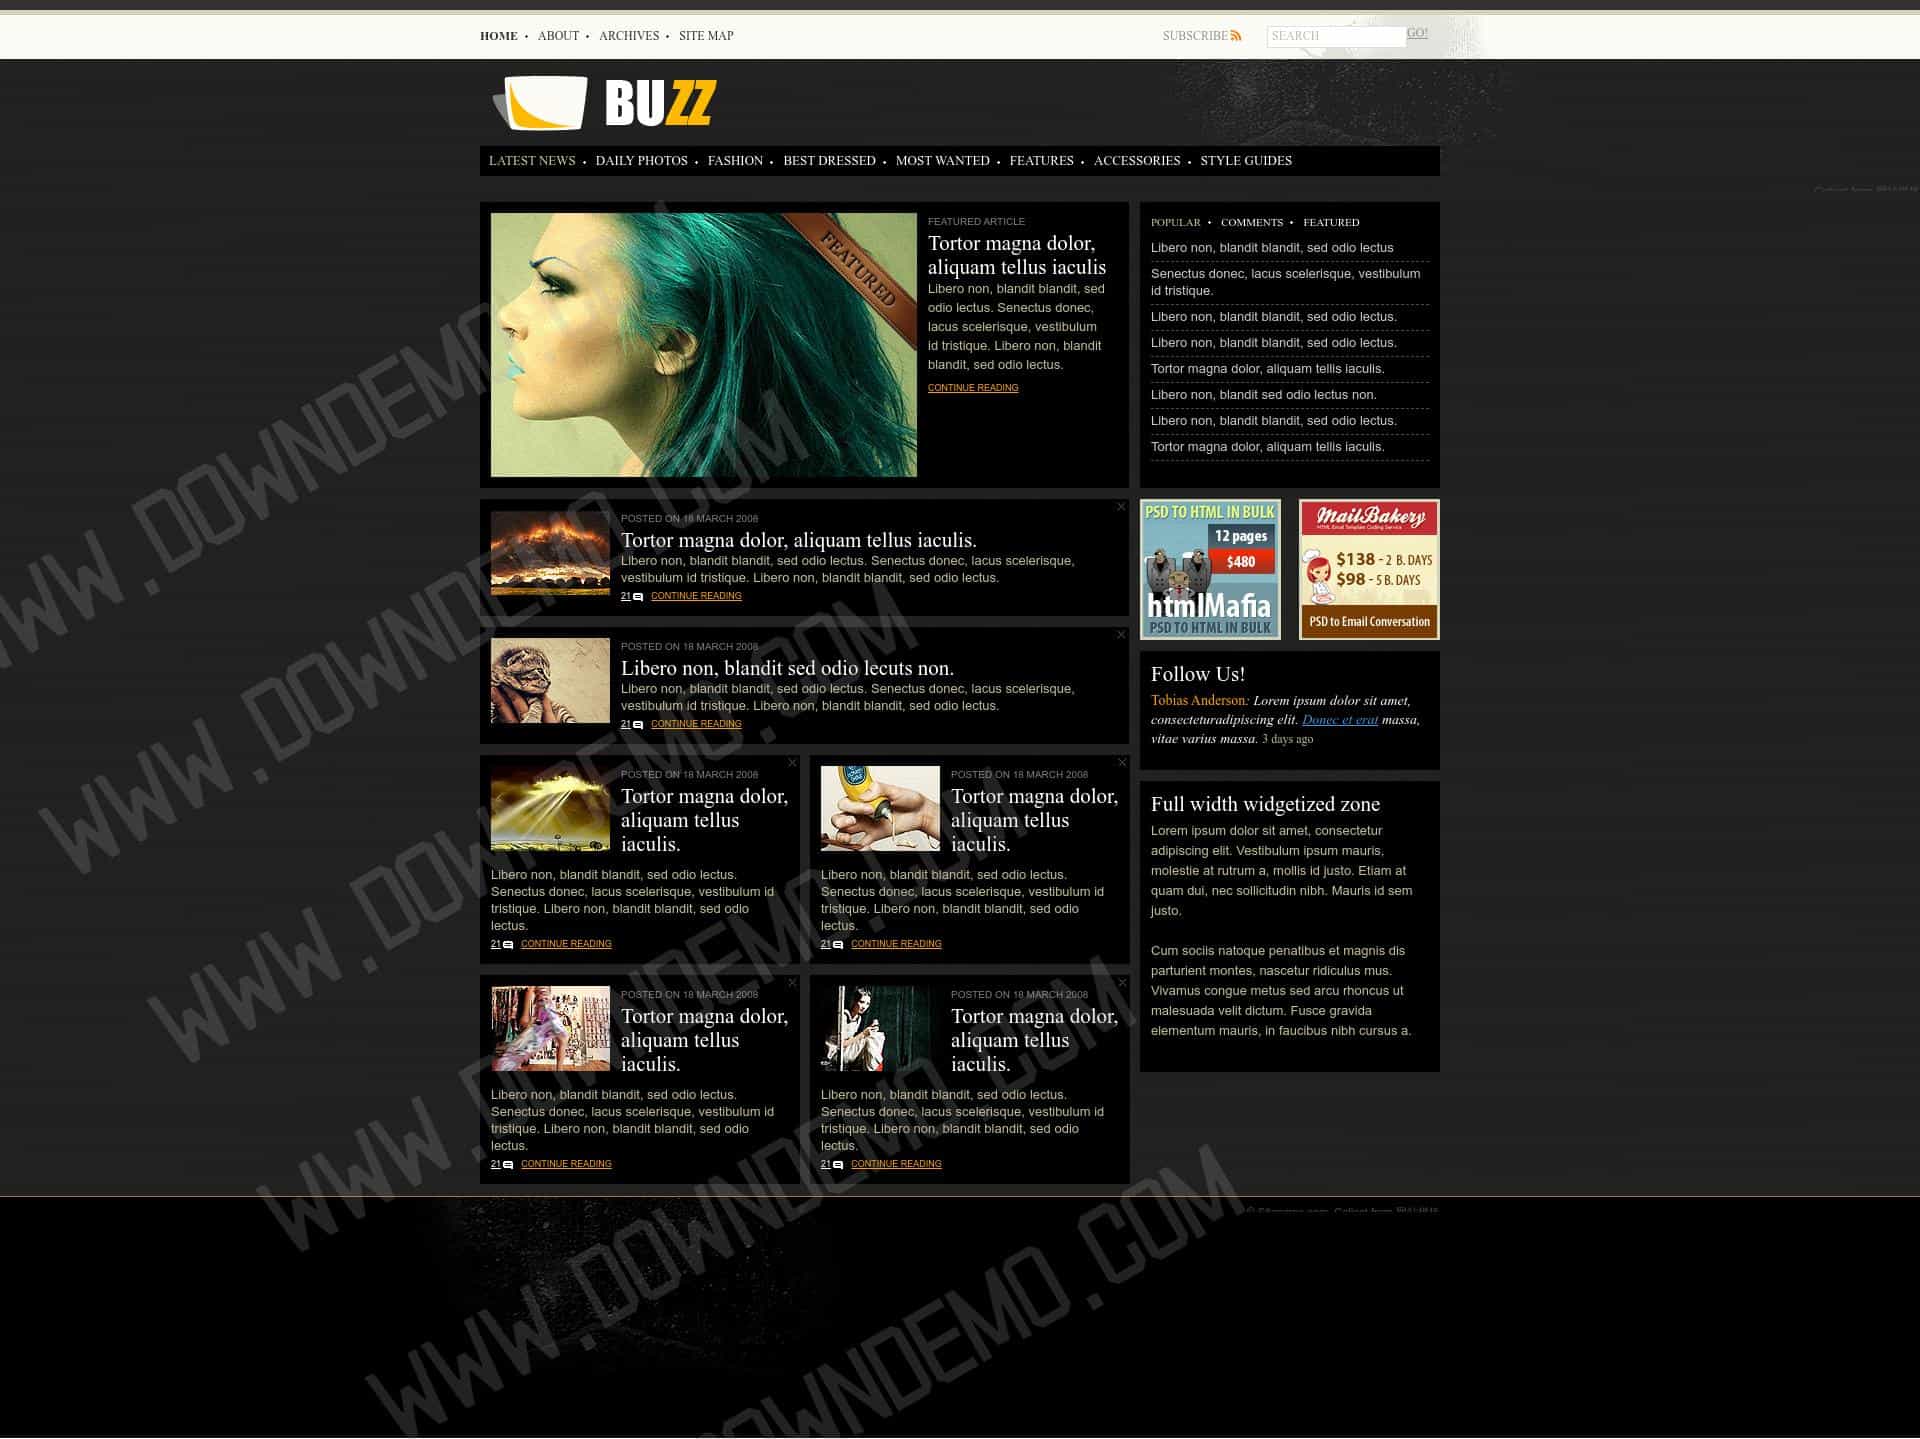 HOME • ABOUT • ARCHIVES • SITE MAP
SUBSCRIBE
SEARCH
GO!
BUZZ
LATEST NEWS • DAILY PHOTOS • FASHION • BEST DRESSED • MOST WANTED • FEATURES • ACCESSORIES • STYLE GUIDES
FEATURED
FEATURED ARTICLE
Tortor magna dolor,
aliquam tellus iaculis
Libero non, blandit blandit, sed
odio lectus. Senectus donec,
lacus scelerisque, vestibulum
id tristique. Libero non, blandit
blandit, sed odio lectus.
CONTINUE READING
POPULAR • COMMENTS • FEATURED
Libero non, blandit blandit, sed odio lectus
Senectus donec, lacus scelerisque, vestibulum
id tristique.
Libero non, blandit blandit, sed odio lectus.
Libero non, blandit blandit, sed odio lectus.
Tortor magna dolor, aliquam tellis iaculis.
Libero non, blandit sed odio lectus non.
Libero non, blandit blandit, sed odio lectus.
Tortor magna dolor, aliquam tellis iaculis.
POSTED ON 18 MARCH 2008
Tortor magna dolor, aliquam tellus iaculis.
Libero non, blandit blandit, sed odio lectus. Senectus donec, lacus scelerisque,
vestibulum id tristique. Libero non, blandit blandit, sed odio lectus.
21 CONTINUE READING
POSTED ON 18 MARCH 2008
Libero non, blandit sed odio lecuts non.
Libero non, blandit blandit, sed odio lectus. Senectus donec, lacus scelerisque,
vestibulum id tristique. Libero non, blandit blandit, sed odio lectus.
21 CONTINUE READING
POSTED ON 18 MARCH 2008
Tortor magna dolor,
aliquam tellus
iaculis.
Libero non, blandit blandit, sed odio lectus.
Senectus donec, lacus scelerisque, vestibulum id
tristique. Libero non, blandit blandit, sed odio
lectus.
21 CONTINUE READING
POSTED ON 18 MARCH 2008
Tortor magna dolor,
aliquam tellus
iaculis.
Libero non, blandit blandit, sed odio lectus.
Senectus donec, lacus scelerisque, vestibulum id
tristique. Libero non, blandit blandit, sed odio
lectus.
21 CONTINUE READING
POSTED ON 18 MARCH 2008
Tortor magna dolor,
aliquam tellus
iaculis.
Libero non, blandit blandit, sed odio lectus.
Senectus donec, lacus scelerisque, vestibulum id
tristique. Libero non, blandit blandit, sed odio
lectus.
21 CONTINUE READING
POSTED ON 18 MARCH 2008
Tortor magna dolor,
aliquam tellus
iaculis.
Libero non, blandit blandit, sed odio lectus.
Senectus donec, lacus scelerisque, vestibulum id
tristique. Libero non, blandit blandit, sed odio
lectus.
21 CONTINUE READING
PSD TO HTML IN BULK
12 pages
$480
htmlMafia
PSD TO HTML IN BULK
MailBakery
HTML Email Template Coding Service
$138 - 2 B. DAYS
$98 - 5 B. DAYS
PSD to Email Conversation
Follow Us!
Tobias Anderson: Lorem ipsum dolor sit amet,
consecteturadipiscing elit. Donec et erat massa,
vitae varius massa. 3 days ago
Full width widgetized zone
Lorem ipsum dolor sit amet, consectetur
adipiscing elit. Vestibulum ipsum mauris,
molestie at rutrum a, mollis id justo. Etiam at
quam dui, nec sollicitudin nibh. Mauris id sem
justo.
Cum sociis natoque penatibus et magnis dis
parturient montes, nascetur ridiculus mus.
Vivamus congue metus sed arcu rhoncus ut
malesuada velit dictum. Fusce gravida
elementum mauris, in faucibus nibh cursus a.
WWW.DOWNDEMO.COM
WWW.DOWNDEMO.COM
WWW.DOWNDEMO.COM
WWW.DOWNDEMO.COM
WWW.DOWNDEMO.COM